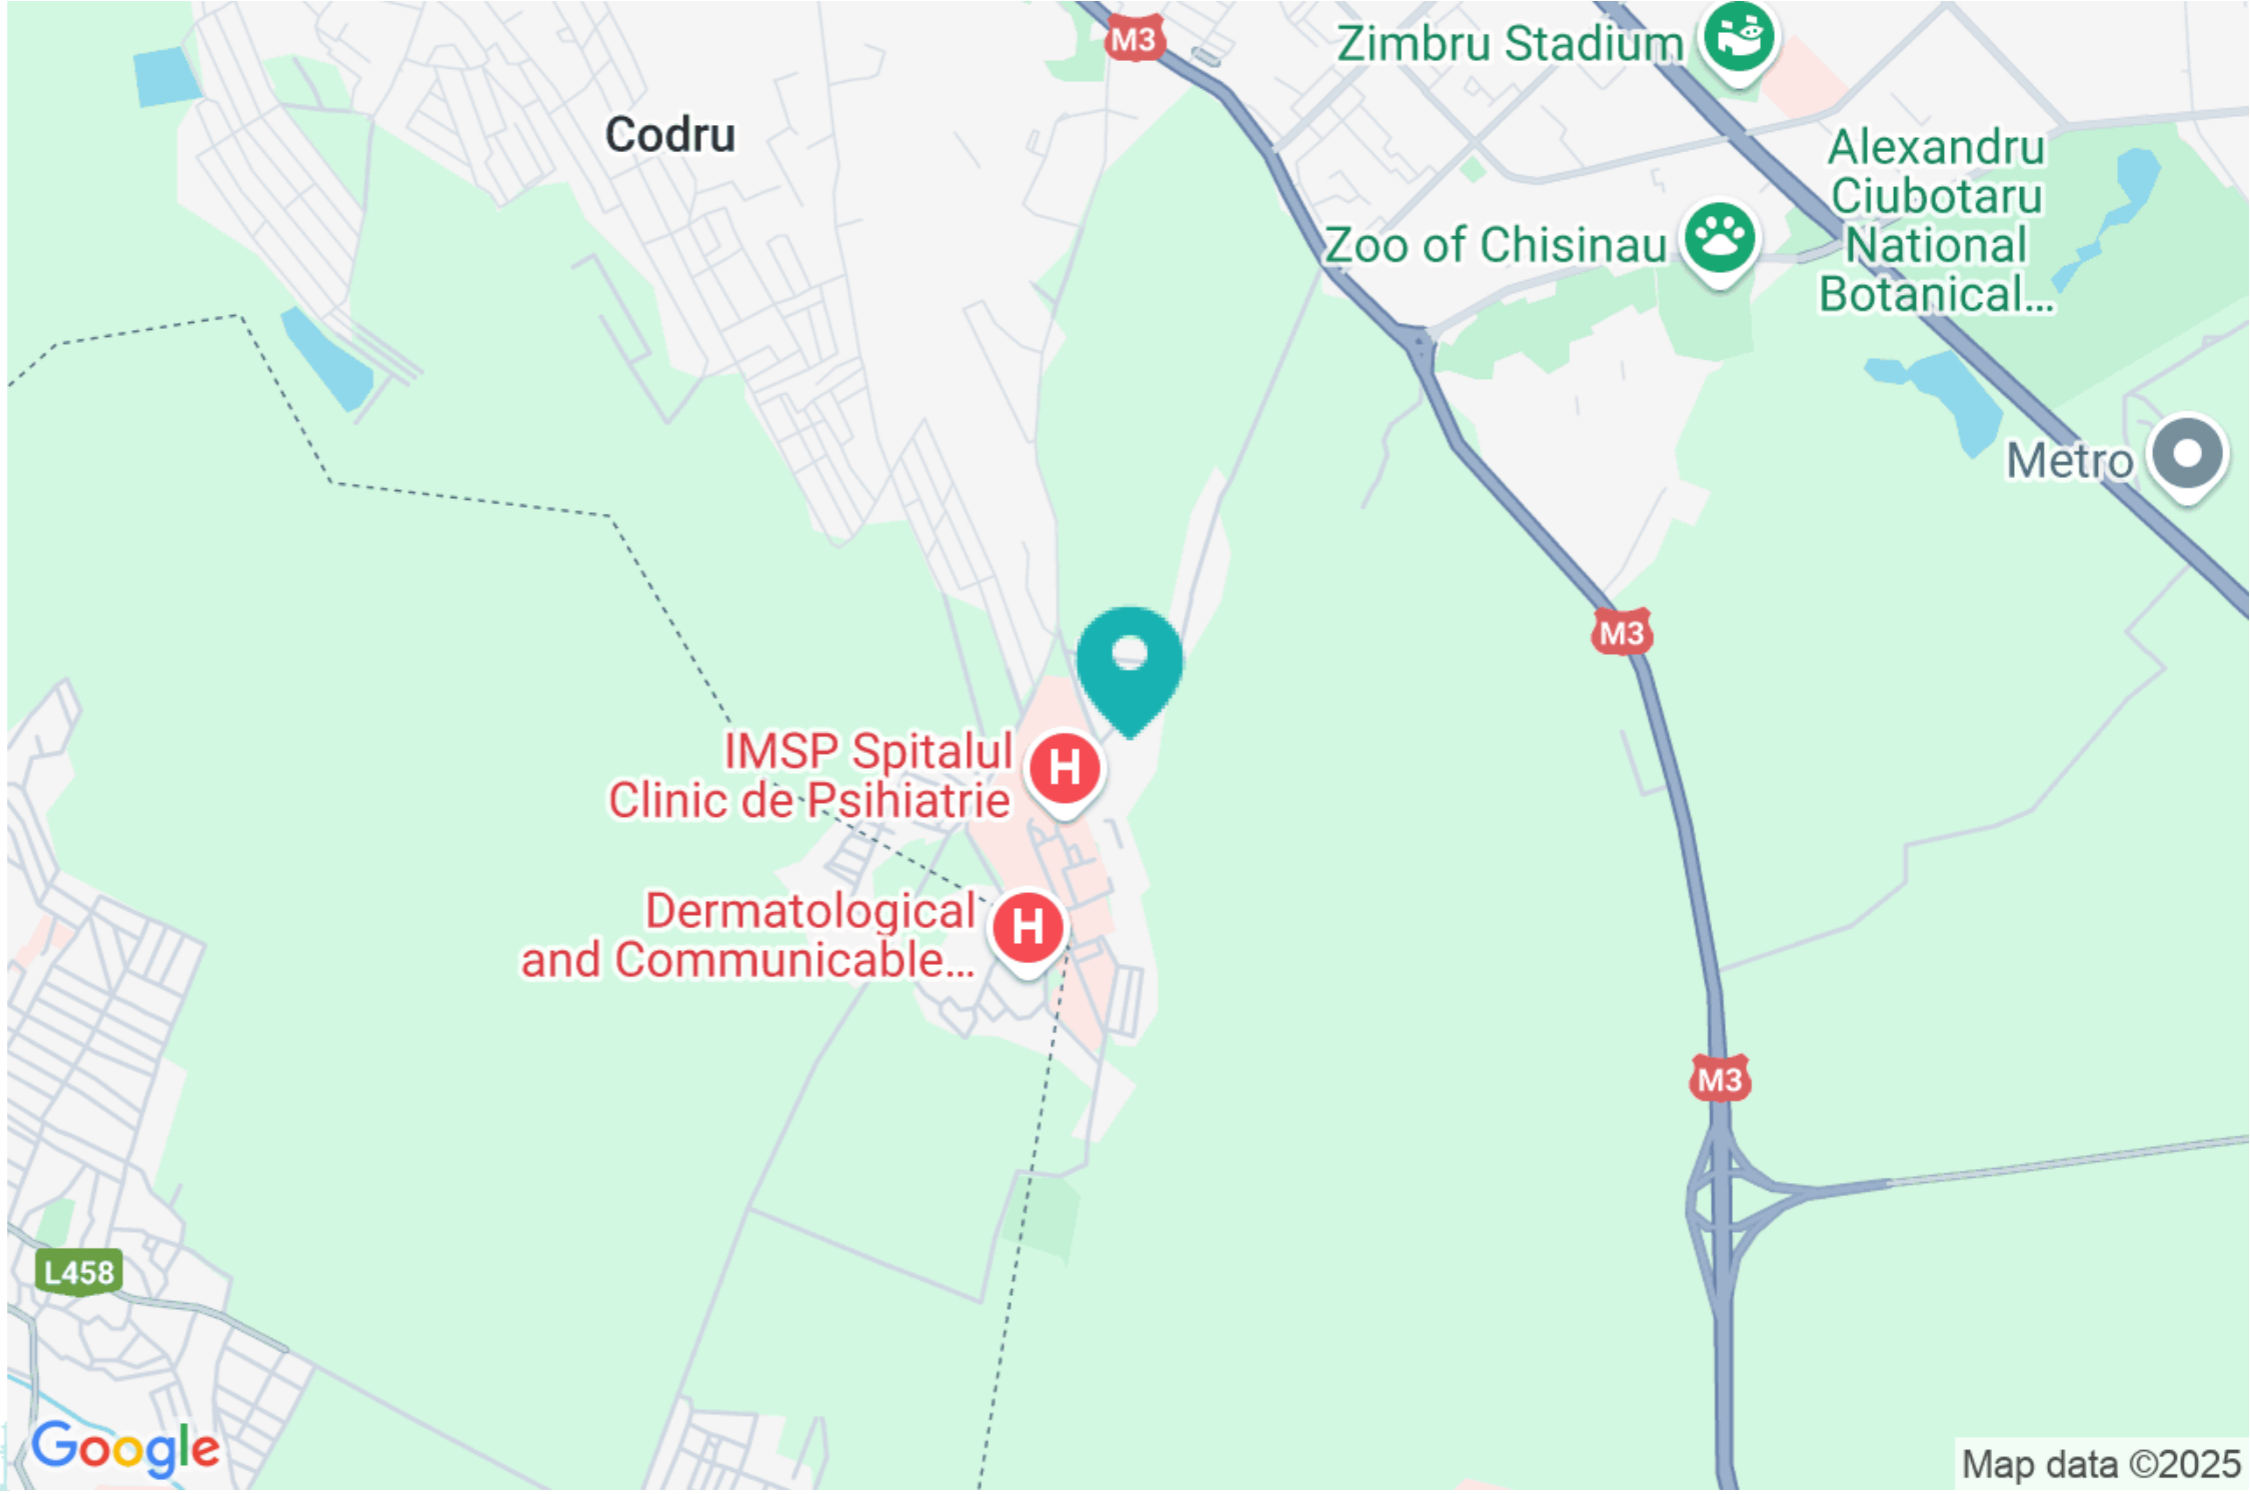 M3
Zimbru Stadium
Codru
Alexandru
Ciubotaru
National
Botanical...
Zoo of Chisinau
Metro
M3
IMSP Spitalul
Clinic de Psihiatrie
H
Dermatological
and Communicable...
H
M3
L458
Google
Map data ©2025